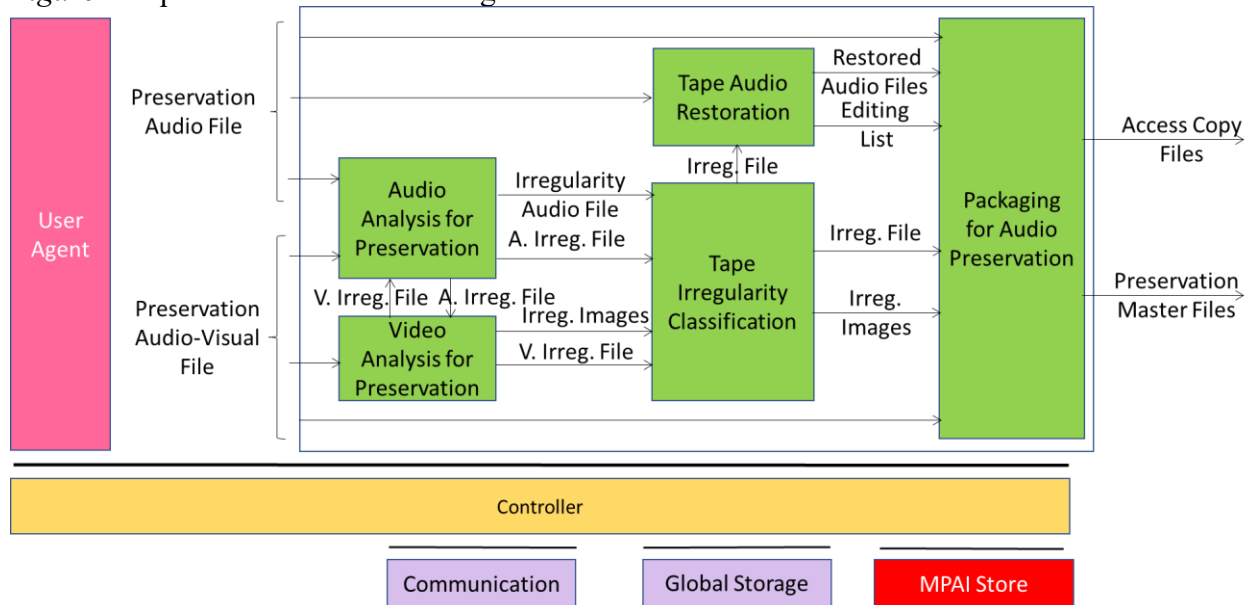 Preservation
Audio File
User
Agent
Preservation
Audio-Visual
File
Audio
Analysis for
Preservation
V. Irreg. File
A. Irreg. File
Video
Analysis for
Preservation
Irregularity
Audio File
A. Irreg. File
Irreg. Images
V. Irreg. File
Tape Audio
Restoration
Irreg. File
Tape
Irregularity
Classification
Restored
Audio Files
Editing
List
Irreg. File
Irreg.
Images
Packaging
for Audio
Preservation
Access Copy
Files
Preservation
Master Files
Controller
Communication
Global Storage
MPAI Store